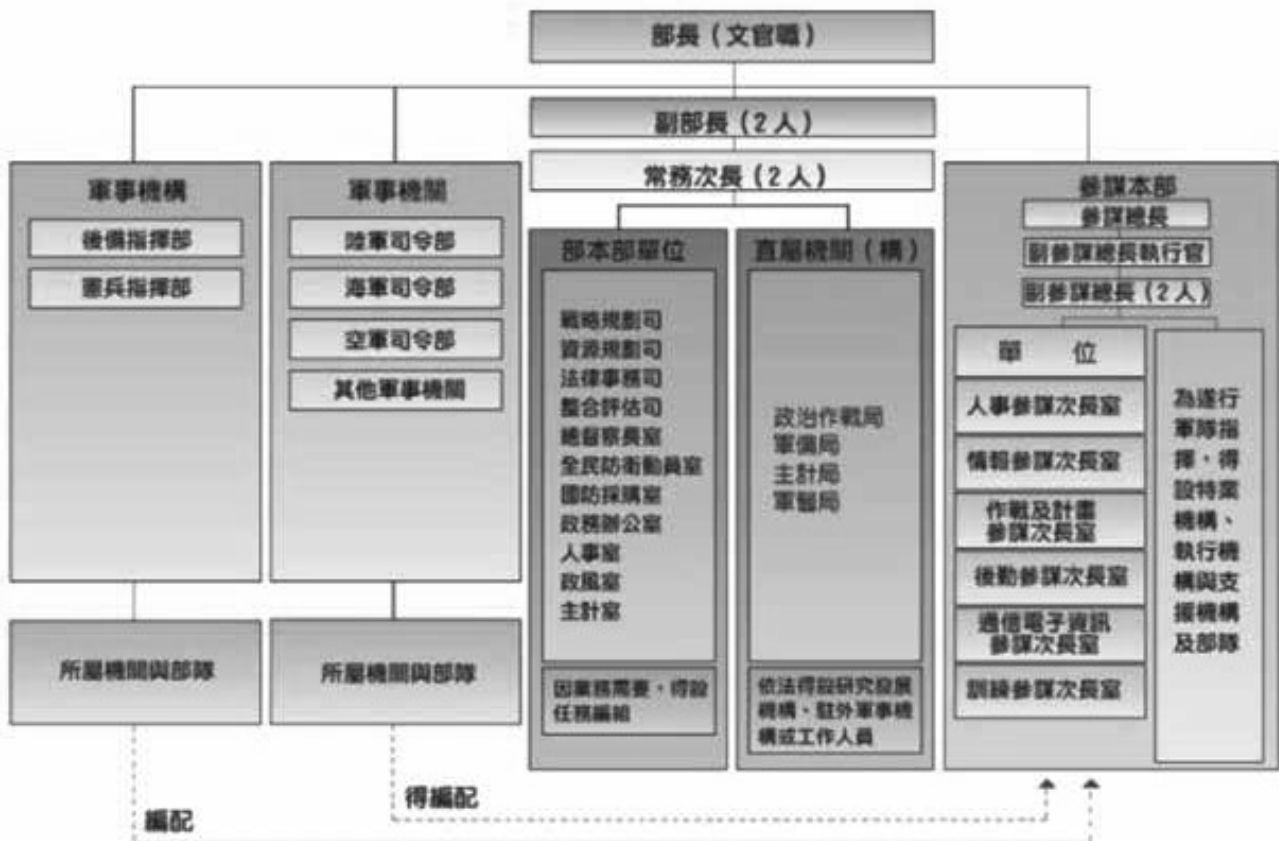 部長(文官職)
副部長(2人)
常務次長(2人)
軍事機構
後備指揮部
憲兵指揮部
所屬機關與部隊
軍事機關
陸軍司令部
海軍司令部
空軍司令部
其他軍事機關
所屬機關與部隊
部本部單位
戰略規劃司
資源規劃司
法律事務司
整合評估司
總督察長室
全民防衛動員室
國防採購室
政務辦公室
人事室
政風室
主計室
因業務需要,得設
任務編組
直屬機關(構)
政治作戰局
軍備局
主計局
軍醫局
依法得設研究發展
機構、駐外軍事機
構或工作人員
參謀本部
參謀總長
副參謀總長執行官
副參謀總長(2人)
單 位
人事參謀次長室
情報參謀次長室
作戰及計畫
參謀次長室
後勤參謀次長室
通信電子資訊
參謀次長室
訓練參謀次長室
為遂行
軍隊指
揮,得
設特業
機構、
執行機
構與支
援機構
及部隊
得編配
編配